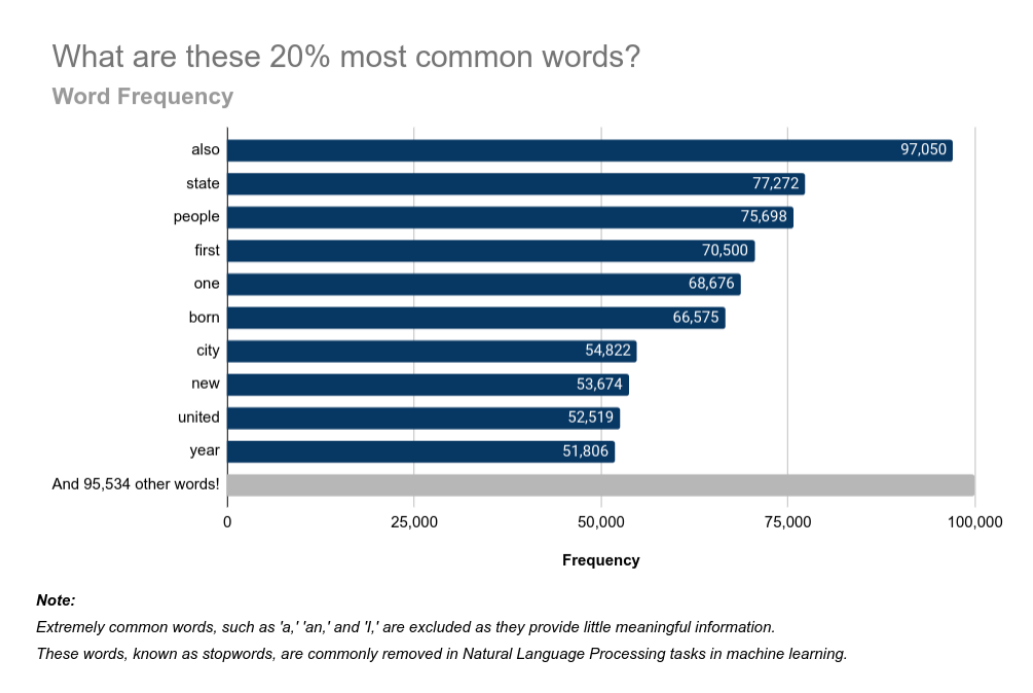 What are these 20% most common words?
Word Frequency
also 97,050
state 77,272
people 75,698
first 70,500
one 68,676
born 66,575
city 54,822
new 53,674
united 52,519
year 51,806
And 95,534 other words!
0 25,000 50,000 75,000 100,000
Frequency
Note:
Extremely common words, such as 'a,' 'an,' and 'I,' are excluded as they provide little meaningful information.
These words, known as stopwords, are commonly removed in Natural Language Processing tasks in machine learning.